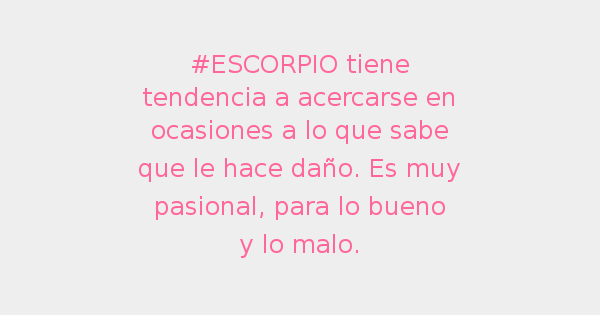 #ESCORPIO tiene
tendencia a acercarse en
ocasiones a lo que sabe
que le hace daño. Es muy
pasional, para lo bueno
y lo malo.